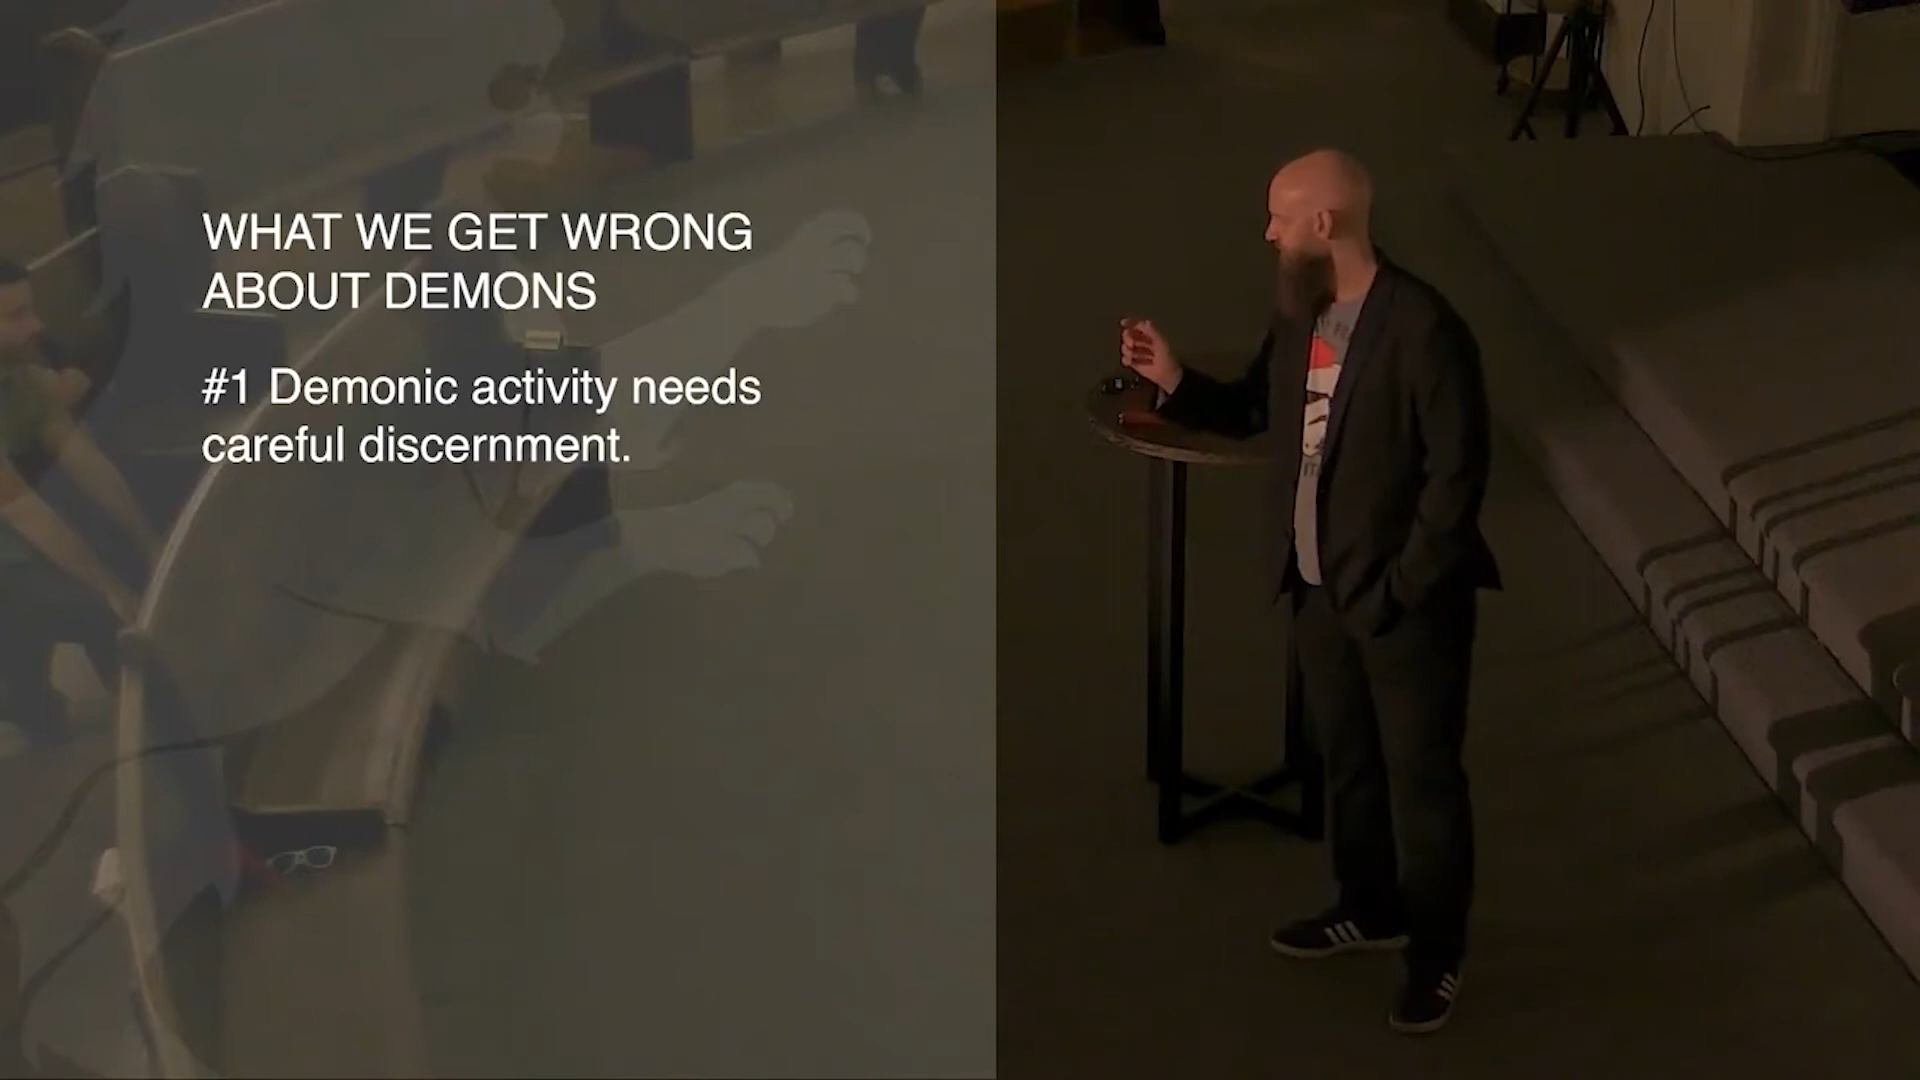 WHAT WE GET WRONG
ABOUT DEMONS
#1 Demonic activity needs
careful discernment.